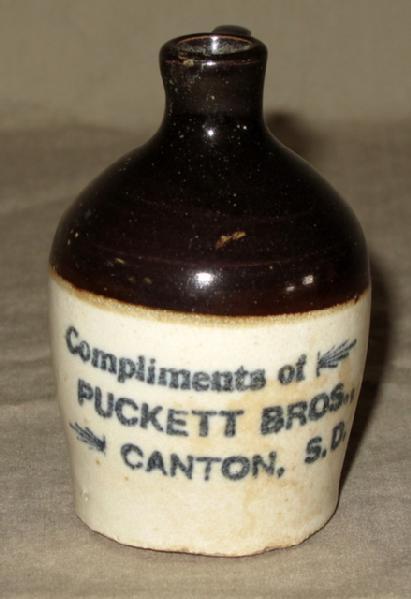 Compliments of
PUCKETT BROS.,
CANTON, S.D.